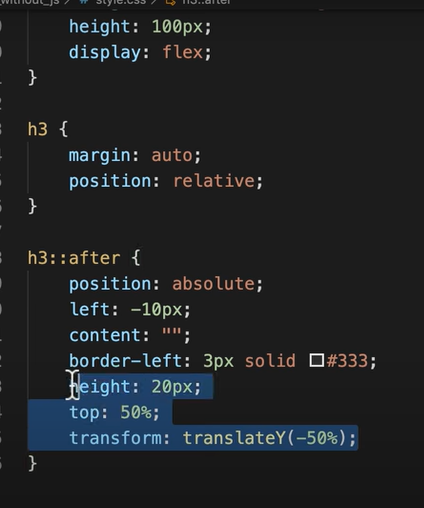 _without_js > # style.css > h3::after
height: 100px;
display: flex;
}
h3 {
margin: auto;
position: relative;
}
h3::after {
position: absolute;
left: -10px;
content: "";
border-left: 3px solid #333;
height: 20px;
top: 50%;
transform: translateY(-50%);
}